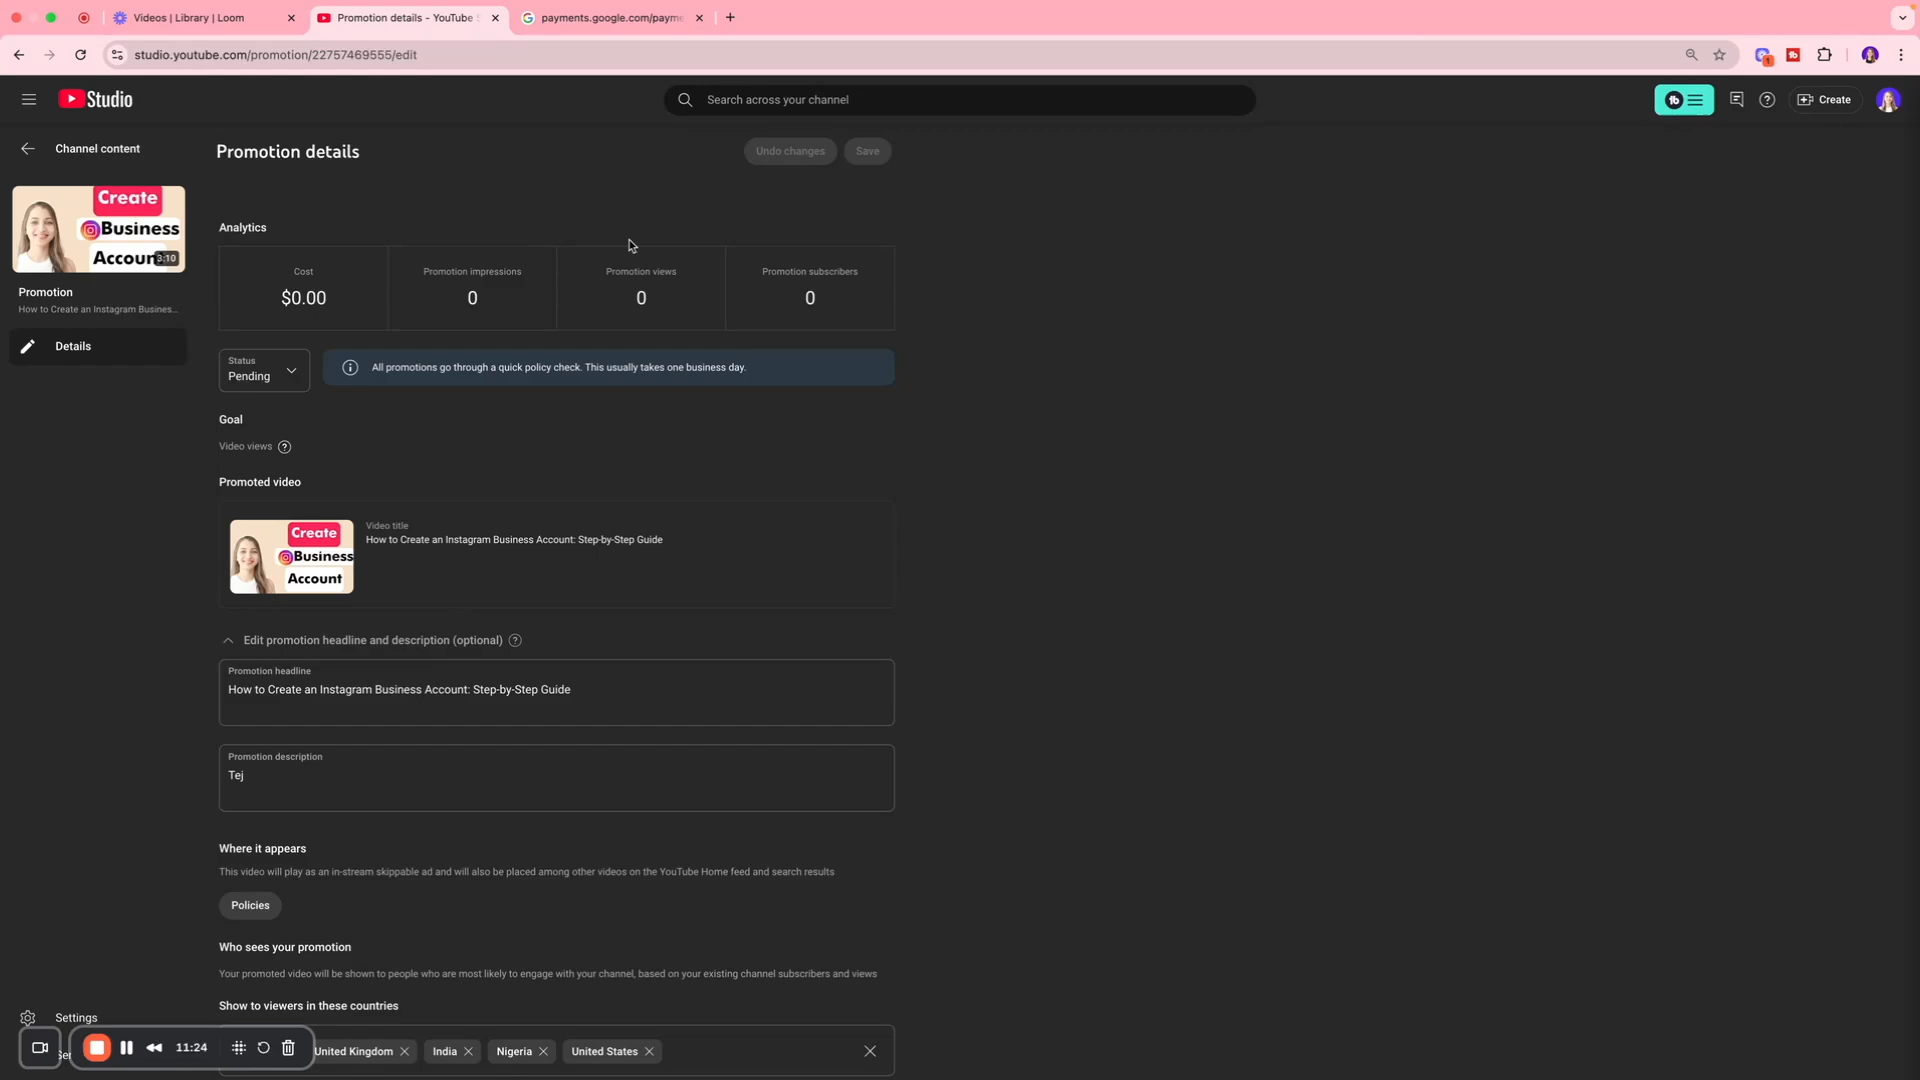 Videos | Library | Loom
Promotion details - YouTube S
payments.google.com/payme
studio.youtube.com/promotion/22757469555/edit
1
Studio
Search across your channel
Create
Channel content
Promotion details
Undo changes
Save
Create
Business
Accoun
3:10
Analytics
Cost
$0.00
Promotion impressions
0
Promotion views
0
Promotion subscribers
0
Promotion
How to Create an Instagram Busines...
Details
Status
Pending
All promotions go through a quick policy check. This usually takes one business day.
Goal
Video views
Promoted video
Create
Business
Account
Video title
How to Create an Instagram Business Account: Step-by-Step Guide
Edit promotion headline and description (optional)
Promotion headline
How to Create an Instagram Business Account: Step-by-Step Guide
Promotion description
Tej
Where it appears
This video will play as an in-stream skippable ad and will also be placed among other videos on the YouTube Home feed and search results
Policies
Who sees your promotion
Your promoted video will be shown to people who are most likely to engage with your channel, based on your existing channel subscribers and views
Show to viewers in these countries
Settings
11:24
United Kingdom
India
Nigeria
United States